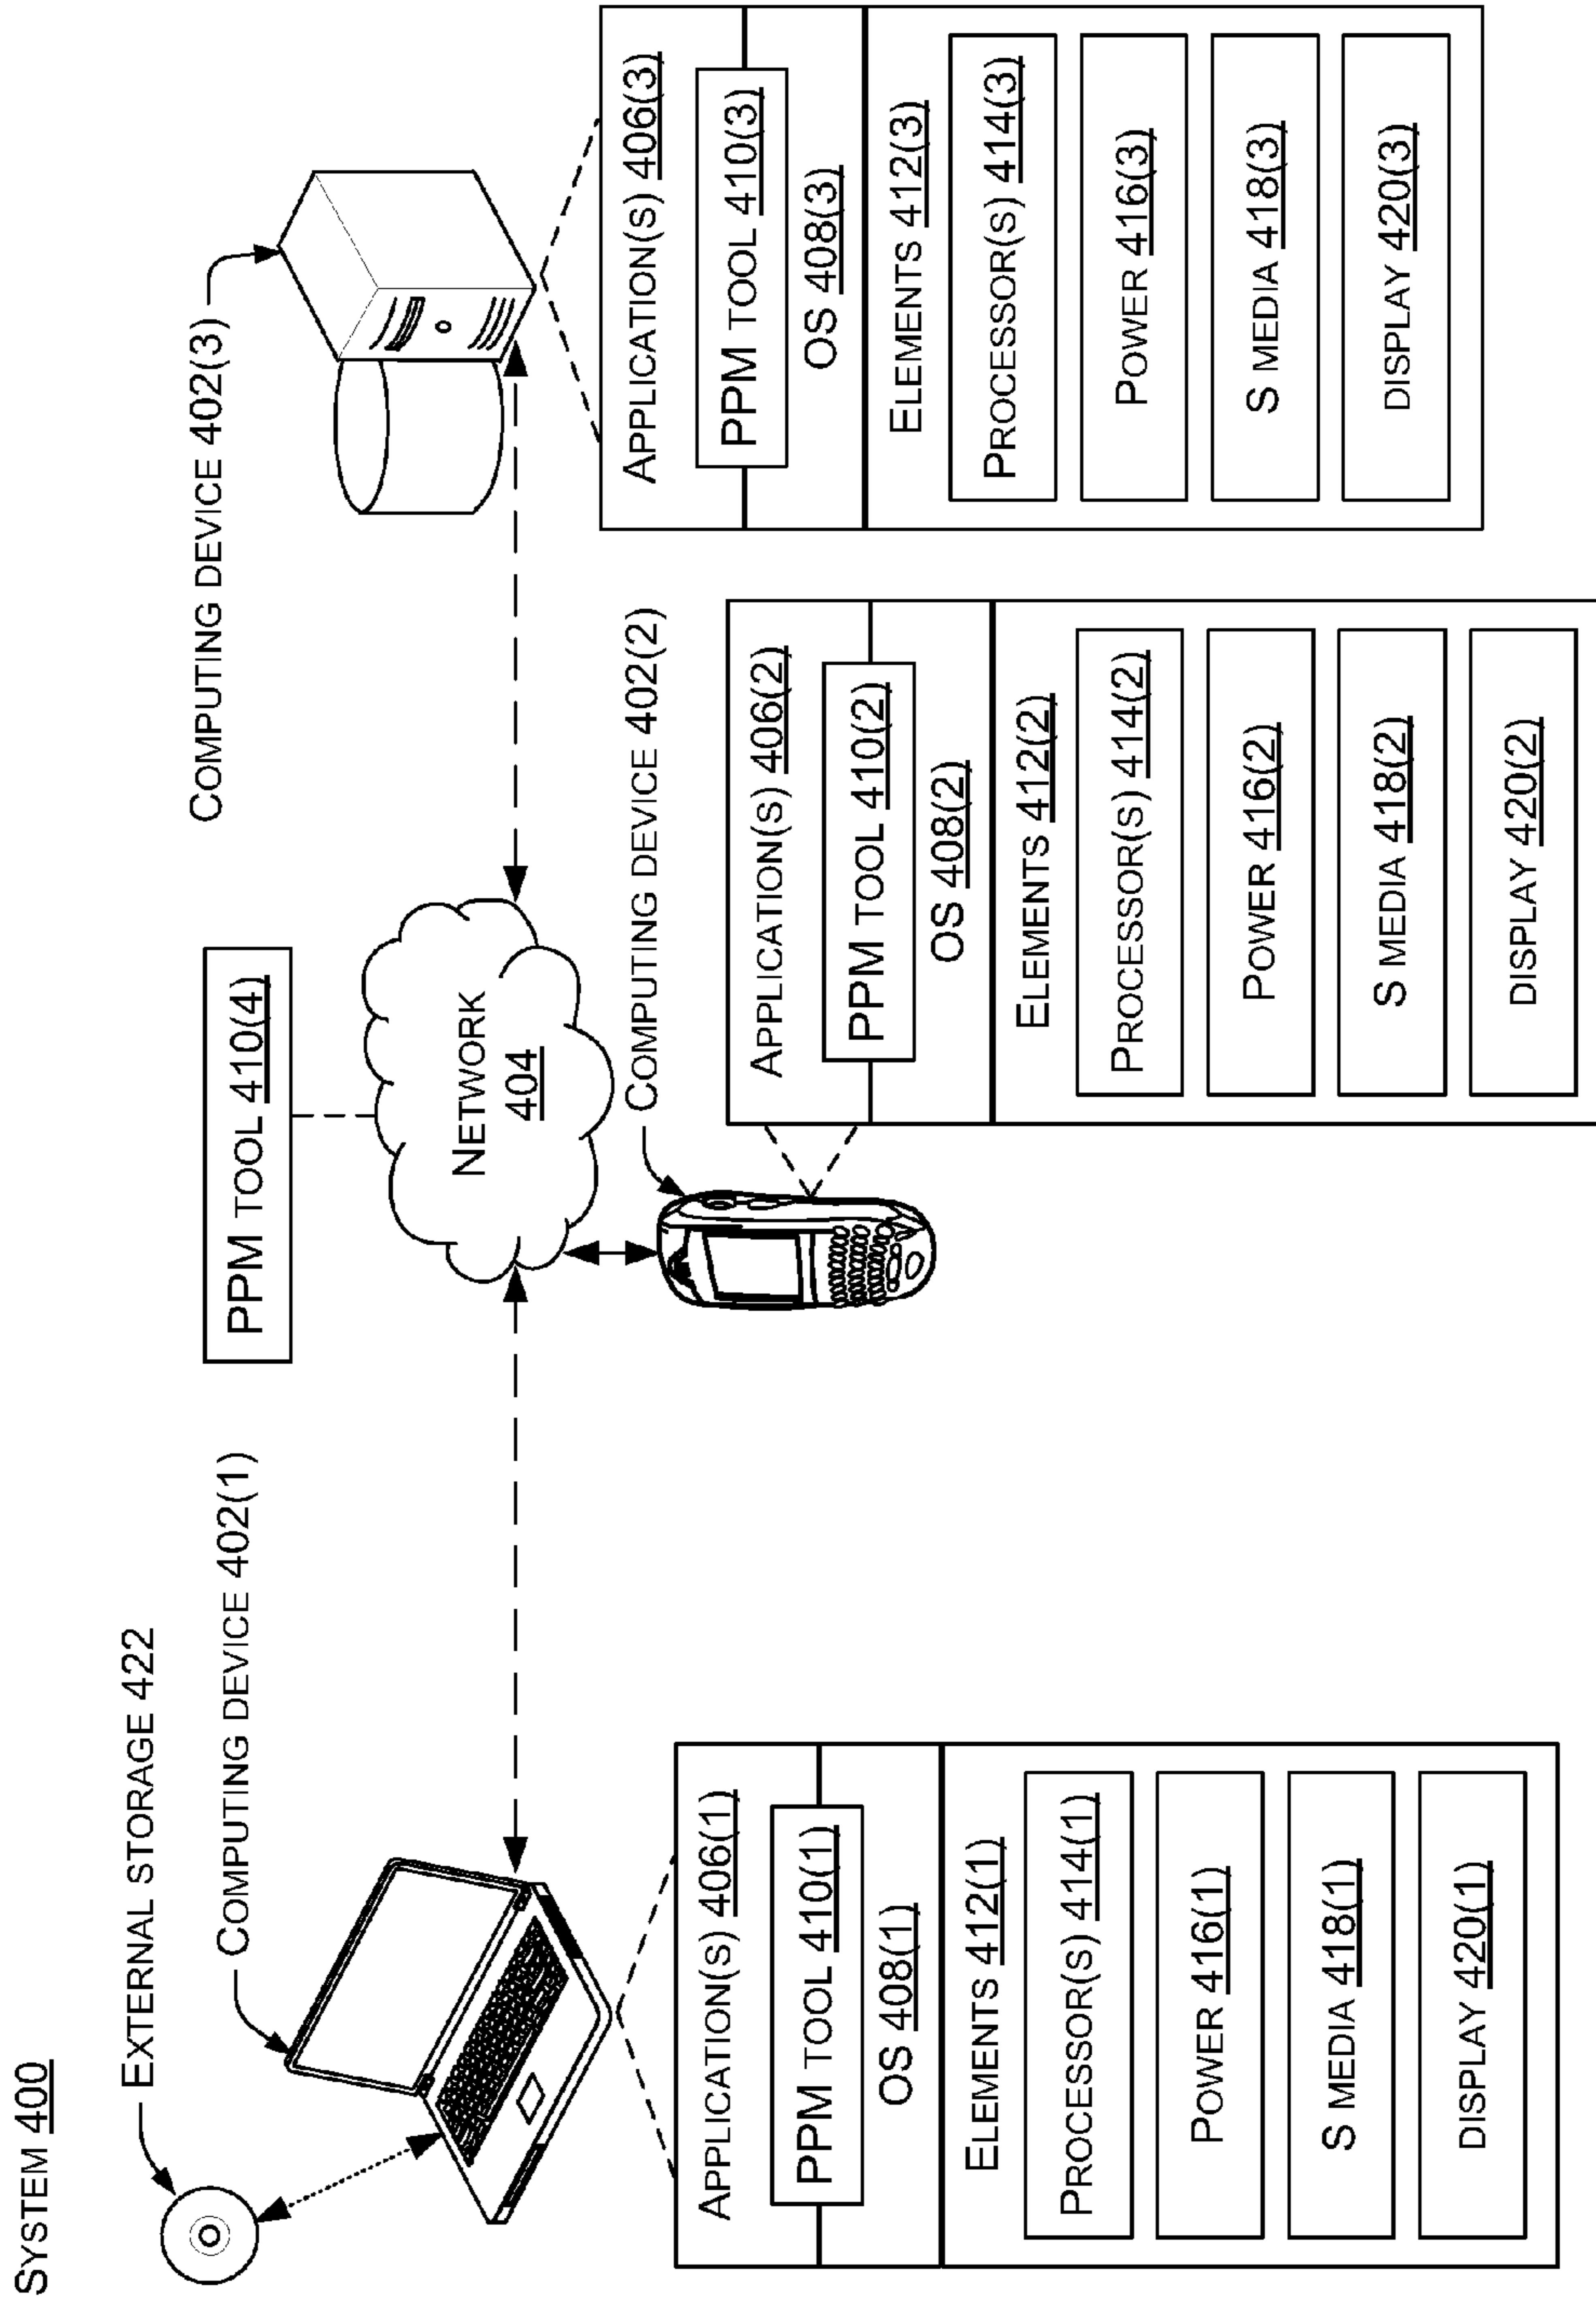 SYSTEM 400
EXTERNAL STORAGE 422
COMPUTING DEVICE 402(1)
PPM TOOL 410(4)
COMPUTING DEVICE 402(3)
NETWORK
404
COMPUTING DEVICE 402(2)
APPLICATION(S) 406(1)
PPM TOOL 410(1)
OS 408(1)
ELEMENTS 412(1)
PROCESSOR(S) 414(1)
POWER 416(1)
S MEDIA 418(1)
DISPLAY 420(1)
APPLICATION(S) 406(2)
PPM TOOL 410(2)
OS 408(2)
ELEMENTS 412(2)
PROCESSOR(S) 414(2)
POWER 416(2)
S MEDIA 418(2)
DISPLAY 420(2)
APPLICATION(S) 406(3)
PPM TOOL 410(3)
OS 408(3)
ELEMENTS 412(3)
PROCESSOR(S) 414(3)
POWER 416(3)
S MEDIA 418(3)
DISPLAY 420(3)